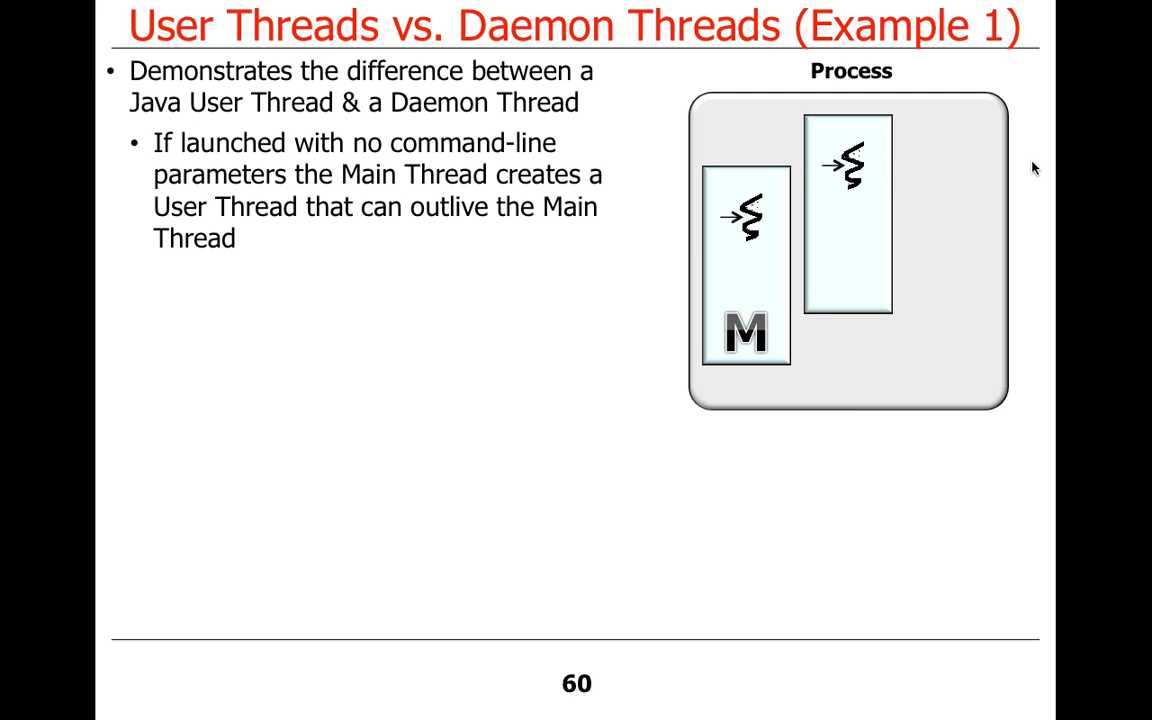 User Threads vs. Daemon Threads (Example 1)
• Demonstrates the difference between a
Java User Thread & a Daemon Thread
• If launched with no command-line
parameters the Main Thread creates a
User Thread that can outlive the Main
Thread
Process
M
60